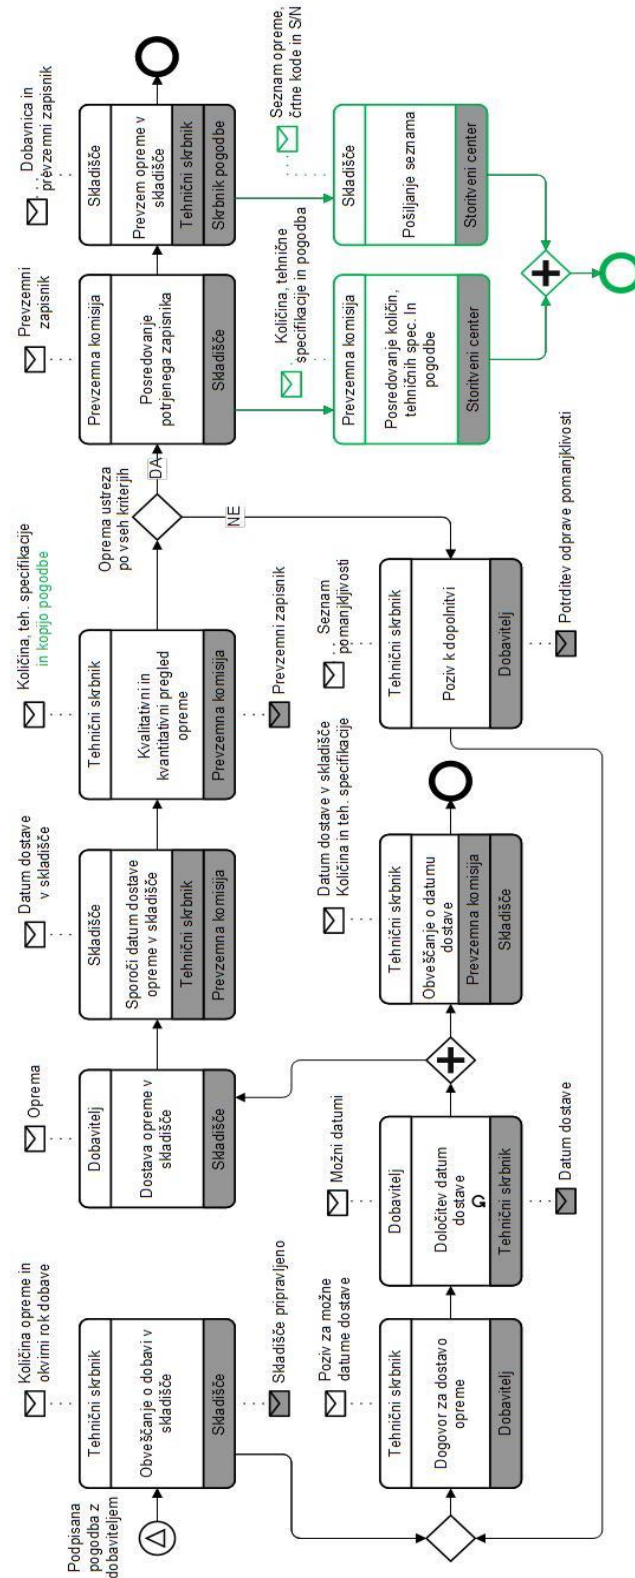 Podpisana
pogodba z
dobaviteljem
Količina opreme in
okvirni rok dobave
Tehnični skrbnik
Obveščanje o dobavi v
skladišče
Skladišče
Skladišče pripravljeno
Oprema
Dobavitelj
Dostava opreme v
skladišče
Skladišče
Datum dostave
v skladišče
Skladišče
Sporoči datum dostave
opreme v skladišče
Tehnični skrbnik
Prevzemna komisija
Količina, teh. specifikacije
in kopijo pogodbe
Tehnični skrbnik
Kvalitativni in
kvantitativni pregled
opreme
Prevzemna komisija
Prevzemni zapisnik
Oprema ustreza
po vseh kriterjih
DA
NE
Prevzemni
zapisnik
Prevzemna komisija
Posredovanje
potrjenega zapisnika
Skladišče
Dobavnica in
prevzemni zapisnik
Skladišče
Prevzem opreme v
skladišče
Tehnični skrbnik
Skrbnik pogodbe
Poziv za možne
datume dostave
Tehnični skrbnik
Dogovor za dostavo
opreme
Dobavitelj
Možni datumi
Dobavitelj
Določitev datum
dostave
Tehnični skrbnik
Datum dostave
Datum dostave v skladišče
Količina in teh. specifikacije
Tehnični skrbnik
Obveščanje o datumu
dostave
Prevzemna komisija
Skladišče
Seznam
pomanjkljivosti
Tehnični skrbnik
Poziv k dopolnitvi
Dobavitelj
Potrditev odprave pomanjklivosti
Količina, tehnične
specifikacije in pogodba
Prevzemna komisija
Posredovanje količin,
tehničnih spec. In
pogodbe
Storitveni center
Seznam opreme,
črtne kode in S/N
Skladišče
Pošiljanje seznama
Storitveni center